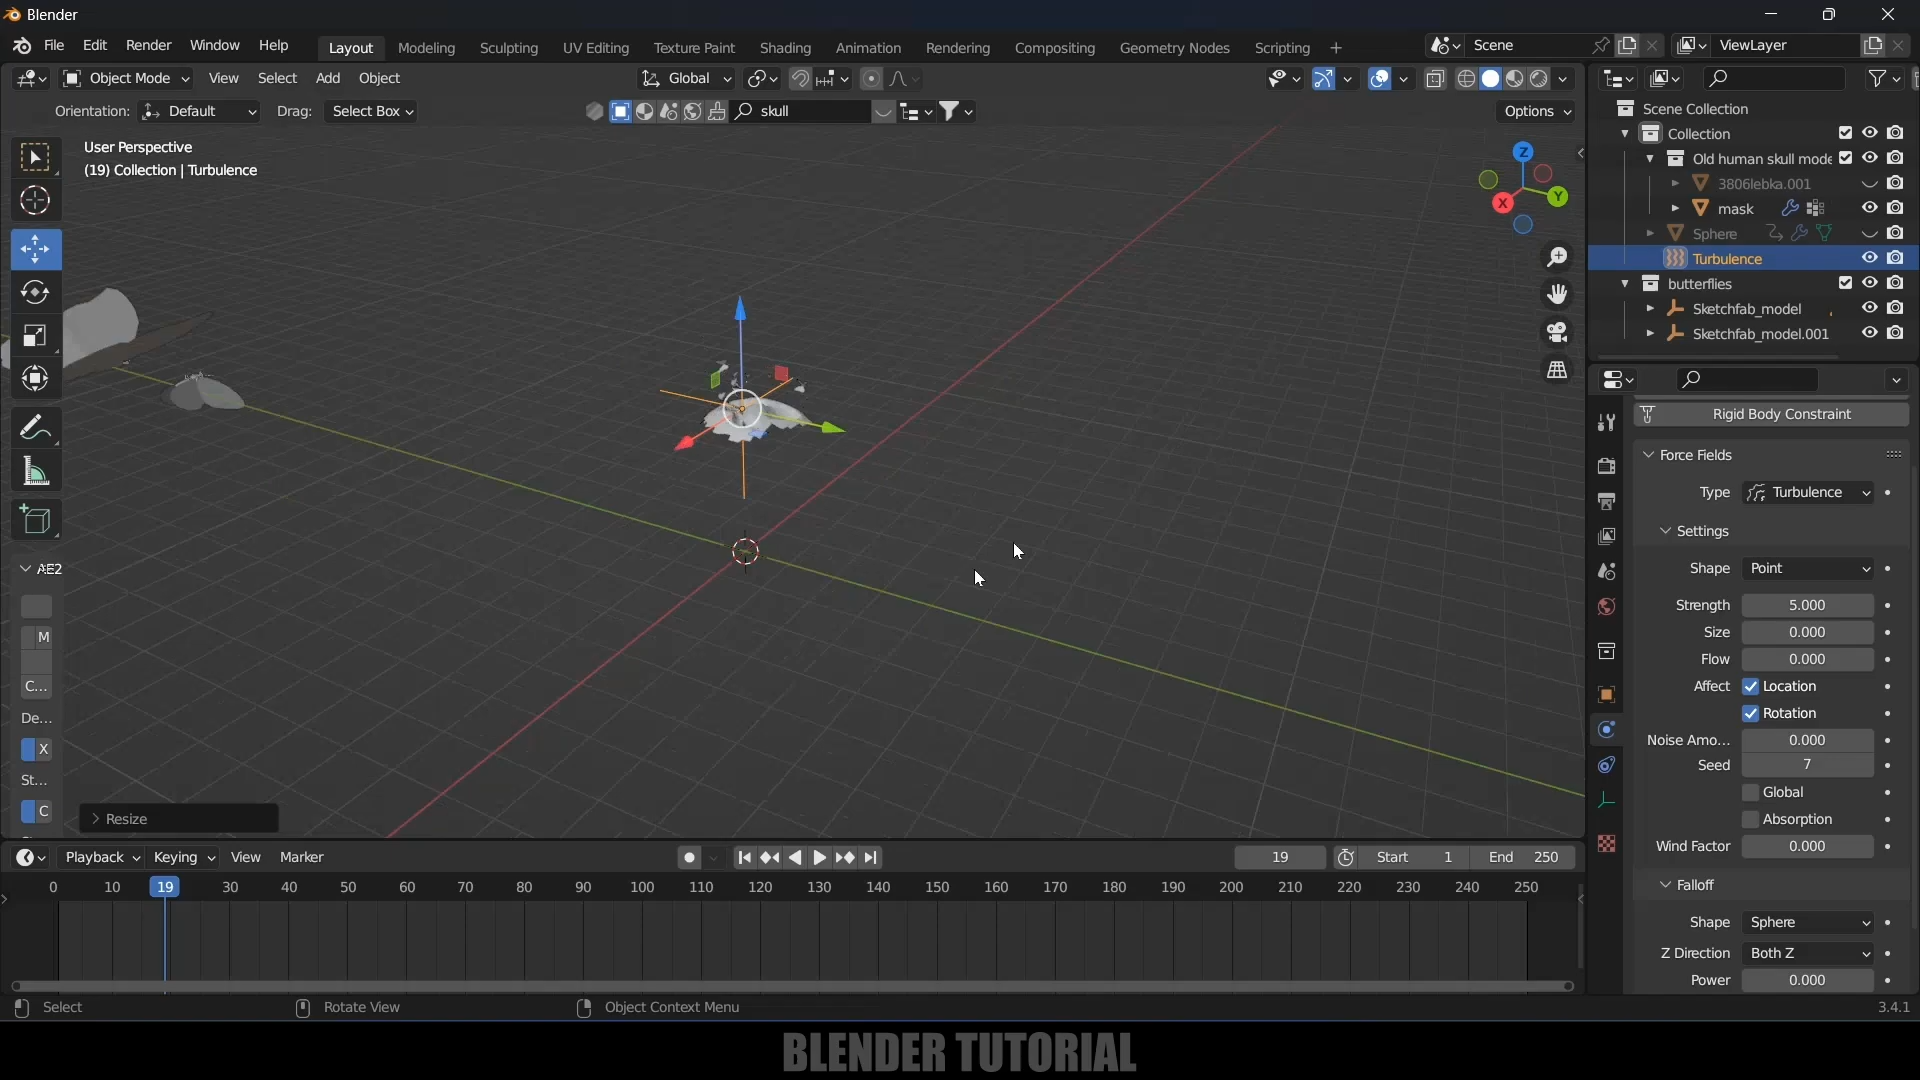 Blender
File Edit Render Window Help Layout Modeling Sculpting UV Editing Texture Paint Shading Animation Rendering Compositing Geometry Nodes Scripting + Scene ViewLayer
Object Mode View Select Add Object Global
Orientation: Default Drag: Select Box skull Options
User Perspective
(19) Collection | Turbulence
Z
Y
X
Scene Collection
Collection
Old human skull mode
3806lebka.001
mask
Sphere
Turbulence
butterflies
Sketchfab_model
Sketchfab_model.001
Rigid Body Constraint
Force Fields
Type Turbulence
Settings
Shape Point
Strength 5.000
Size 0.000
Flow 0.000
Affect Location
Rotation
Noise Amo... 0.000
Seed 7
Global
Absorption
Wind Factor 0.000
Falloff
Shape Sphere
Z Direction Both Z
Power 0.000
M
C...
De...
X
St...
C
Resize
Playback Keying View Marker 19 Start 1 End 250
0 10 19 30 40 50 60 70 80 90 100 110 120 130 140 150 160 170 180 190 200 210 220 230 240 250
Select Rotate View Object Context Menu 3.4.1
BLENDER TUTORIAL